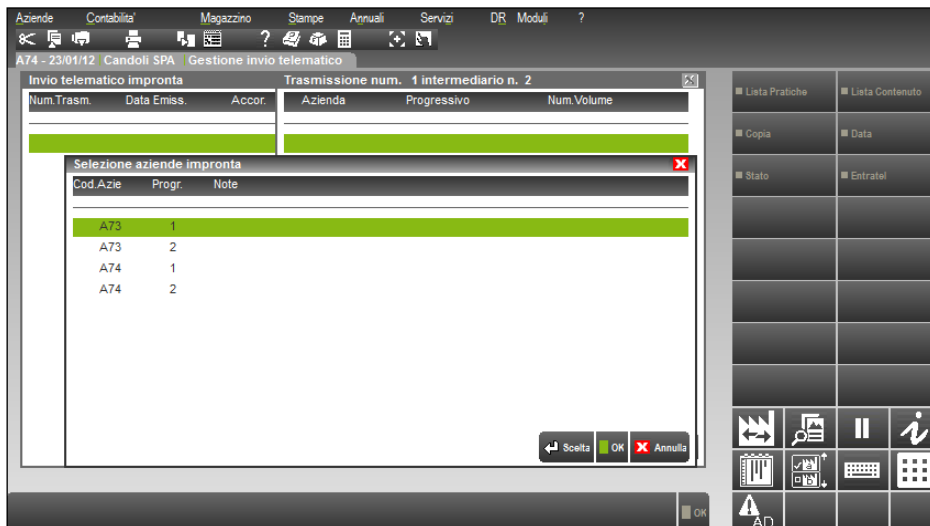 Aziende Contabilita' Magazzino Stampe Annuali Servizi DR Moduli ?
?
A74 - 23/01/12 Candoli SPA Gestione invio telematico
Invio telematico impronta Trasmissione num. 1 intermediario n. 2
Num.Trasm. Data Emiss. Accor. Azienda Progressivo Num.Volume
Lista Pratiche Lista Contenuto
Copia Data
Selezione aziende impronta
Stato Entratel
Cod.Azie Progr. Note
A73 1
A73 2
A74 1
A74 2
Scelta OK Annulla
OK
AD